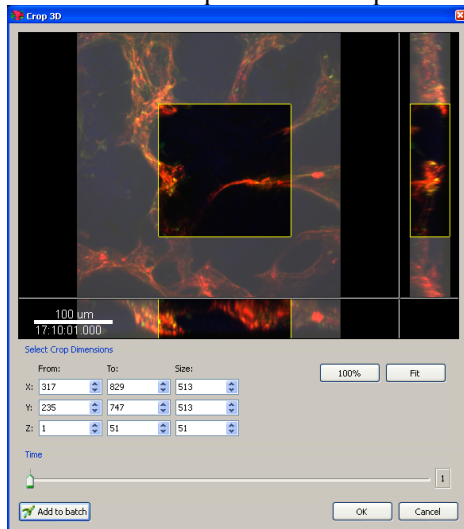 Crop 3D
100 um
17:10:01.000
Select Crop Dimensions
From: To: Size:
X: 317 829 513
Y: 235 747 513
Z: 1 51 51
100% Fit
Time
1
Add to batch OK Cancel